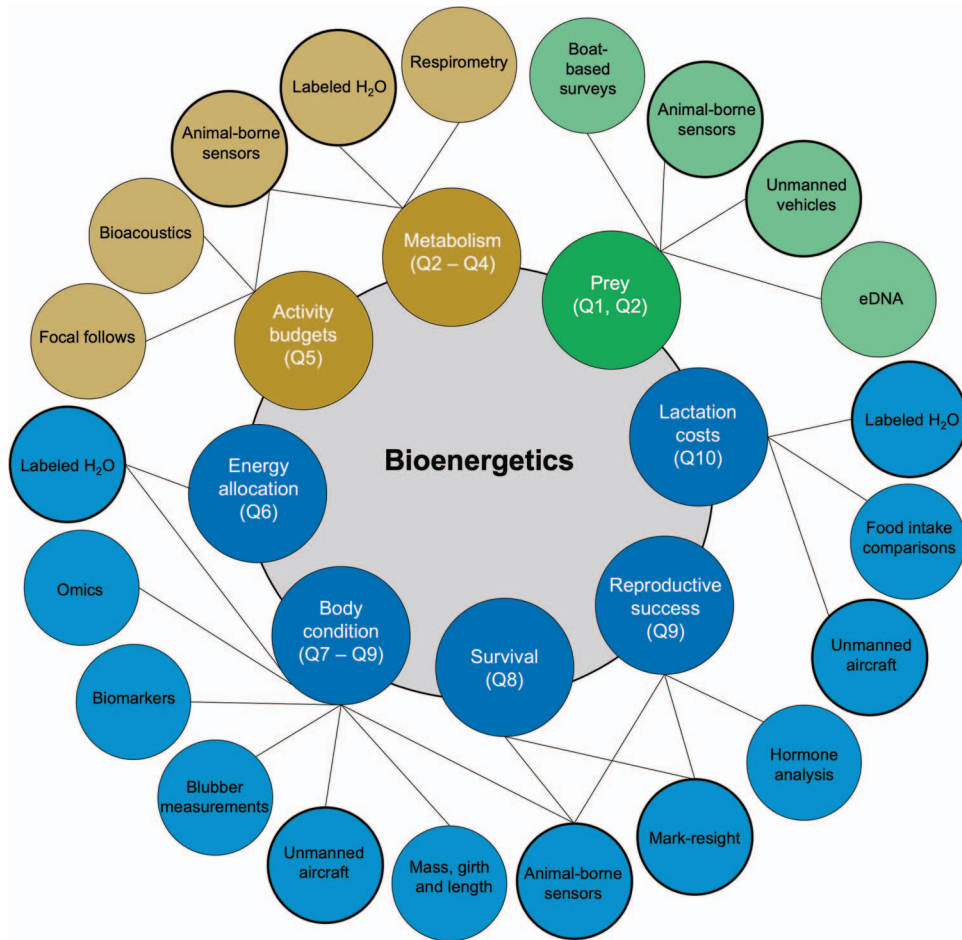 Boat-
based
surveys
Respirometry
Labeled H₂O
Animal-borne
sensors
Animal-borne
sensors
Unmanned
vehicles
Bioacoustics
Metabolism
(Q2 – Q4)
Prey
(Q1, Q2)
eDNA
Focal follows
Activity
budgets
(Q5)
Labeled H₂O
Lactation
costs
(Q10)
Labeled H₂O
Energy
allocation
(Q6)
Bioenergetics
Food intake
comparisons
Omics
Body
condition
(Q7 – Q9)
Survival
(Q8)
Reproductive
success
(Q9)
Unmanned
aircraft
Biomarkers
Hormone
analysis
Blubber
measurements
Unmanned
aircraft
Mass, girth
and length
Animal-borne
sensors
Mark-resight